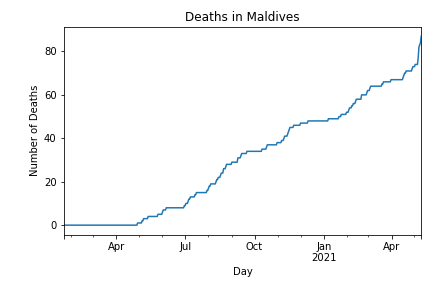 Deaths in Maldives
Number of Deaths
80
60
40
20
0
Apr
Jul
Oct
Jan
2021
Apr
Day